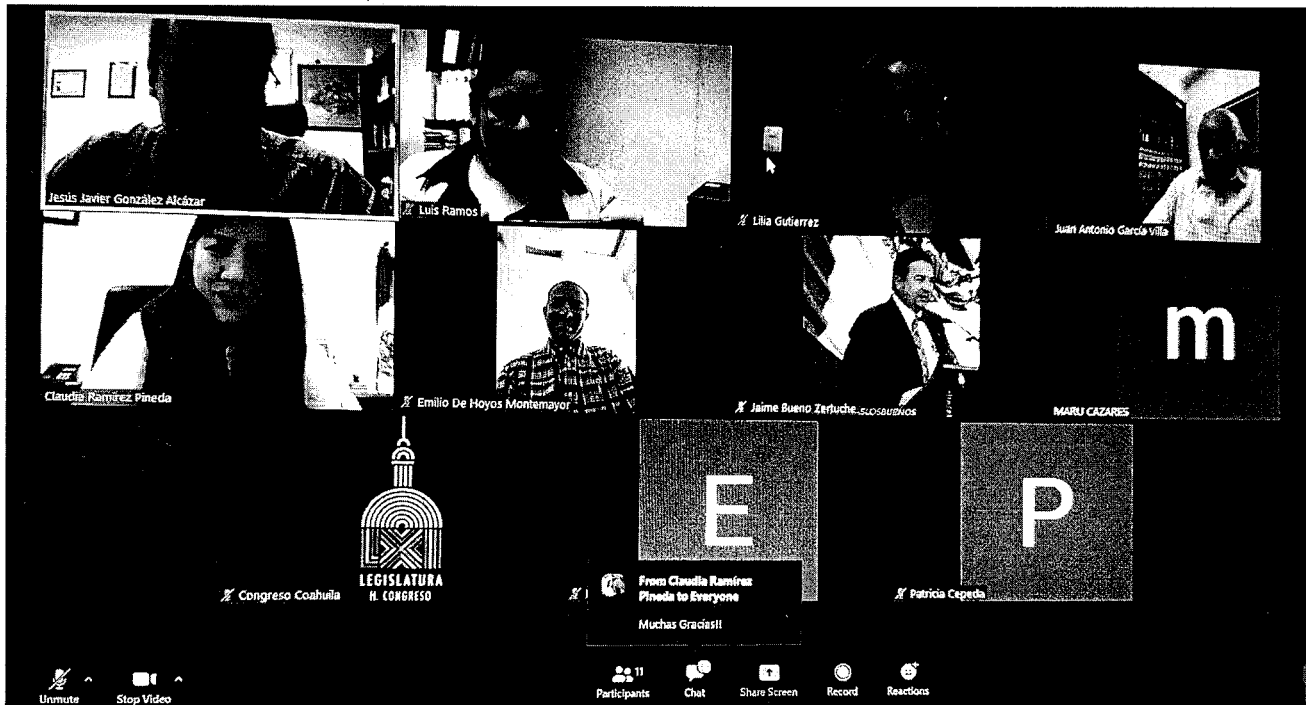 Jesús Javier González Alcázar
Luis Ramos
Lilia Gutierrez
Juan Antonio García Villa
Claudia Ramírez Pineda
Emilio De Hoyos Montemayor
Jaime Bueno Zertuche
SLOSBUENOS
MARU CAZARES
m
LX
LEGISLATURA
H. CONGRESO
Congreso Coahuila
E
From Claudia Ramírez
Pineda to Everyone
Muchas Gracias!!
P
Patricia Cepeda
Unmute
Stop Video
11
Participants
Chat
Share Screen
Record
Reactions